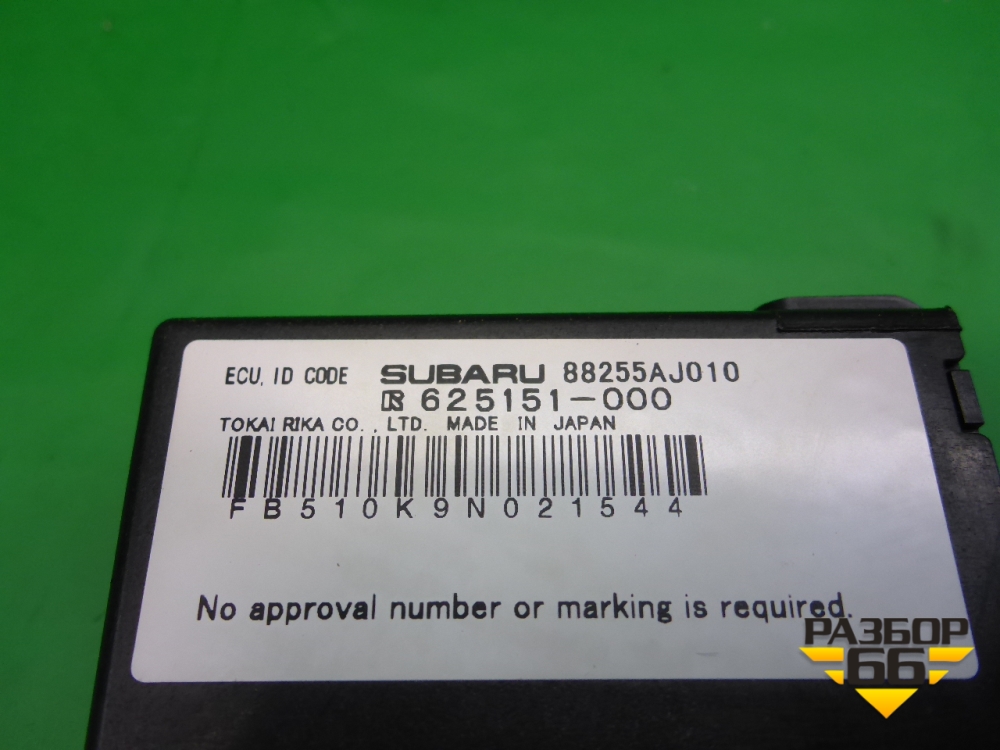 ECU, ID CODE SUBARU 88255AJ010
R 625151-000
TOKAI RIKA CO., LTD. MADE IN JAPAN
FB510K9N021544
No approval number or marking is required.
РАЗБОР
66